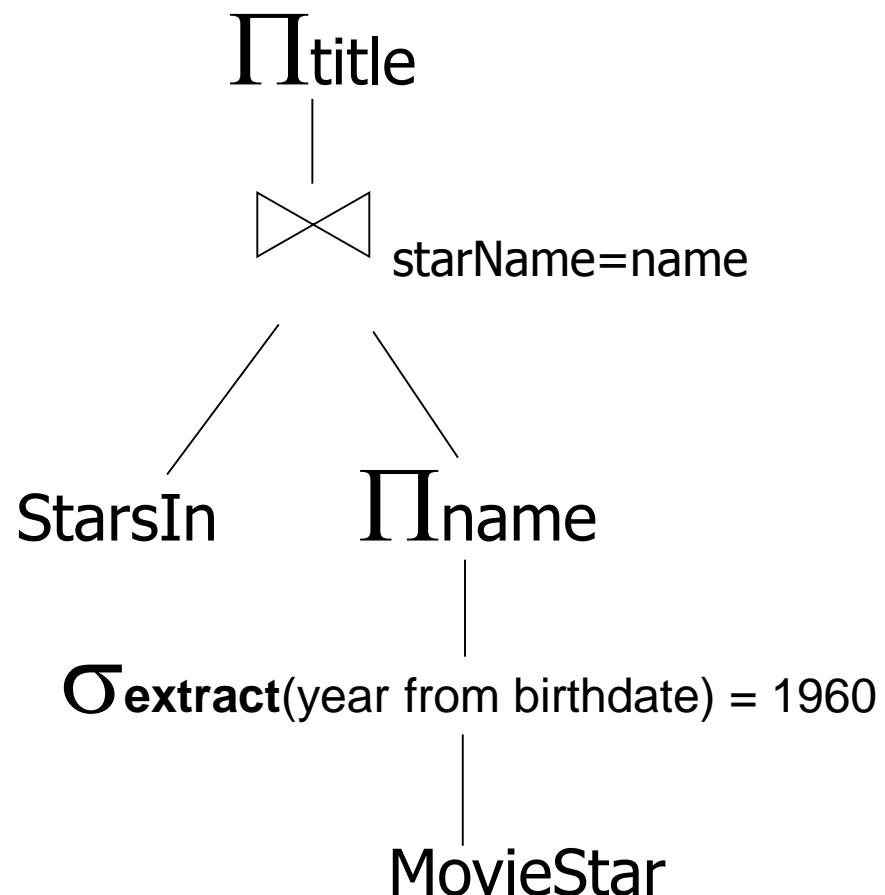 Πtitle
starName=name
StarsIn Πname
σextract(year from birthdate) = 1960
MovieStar